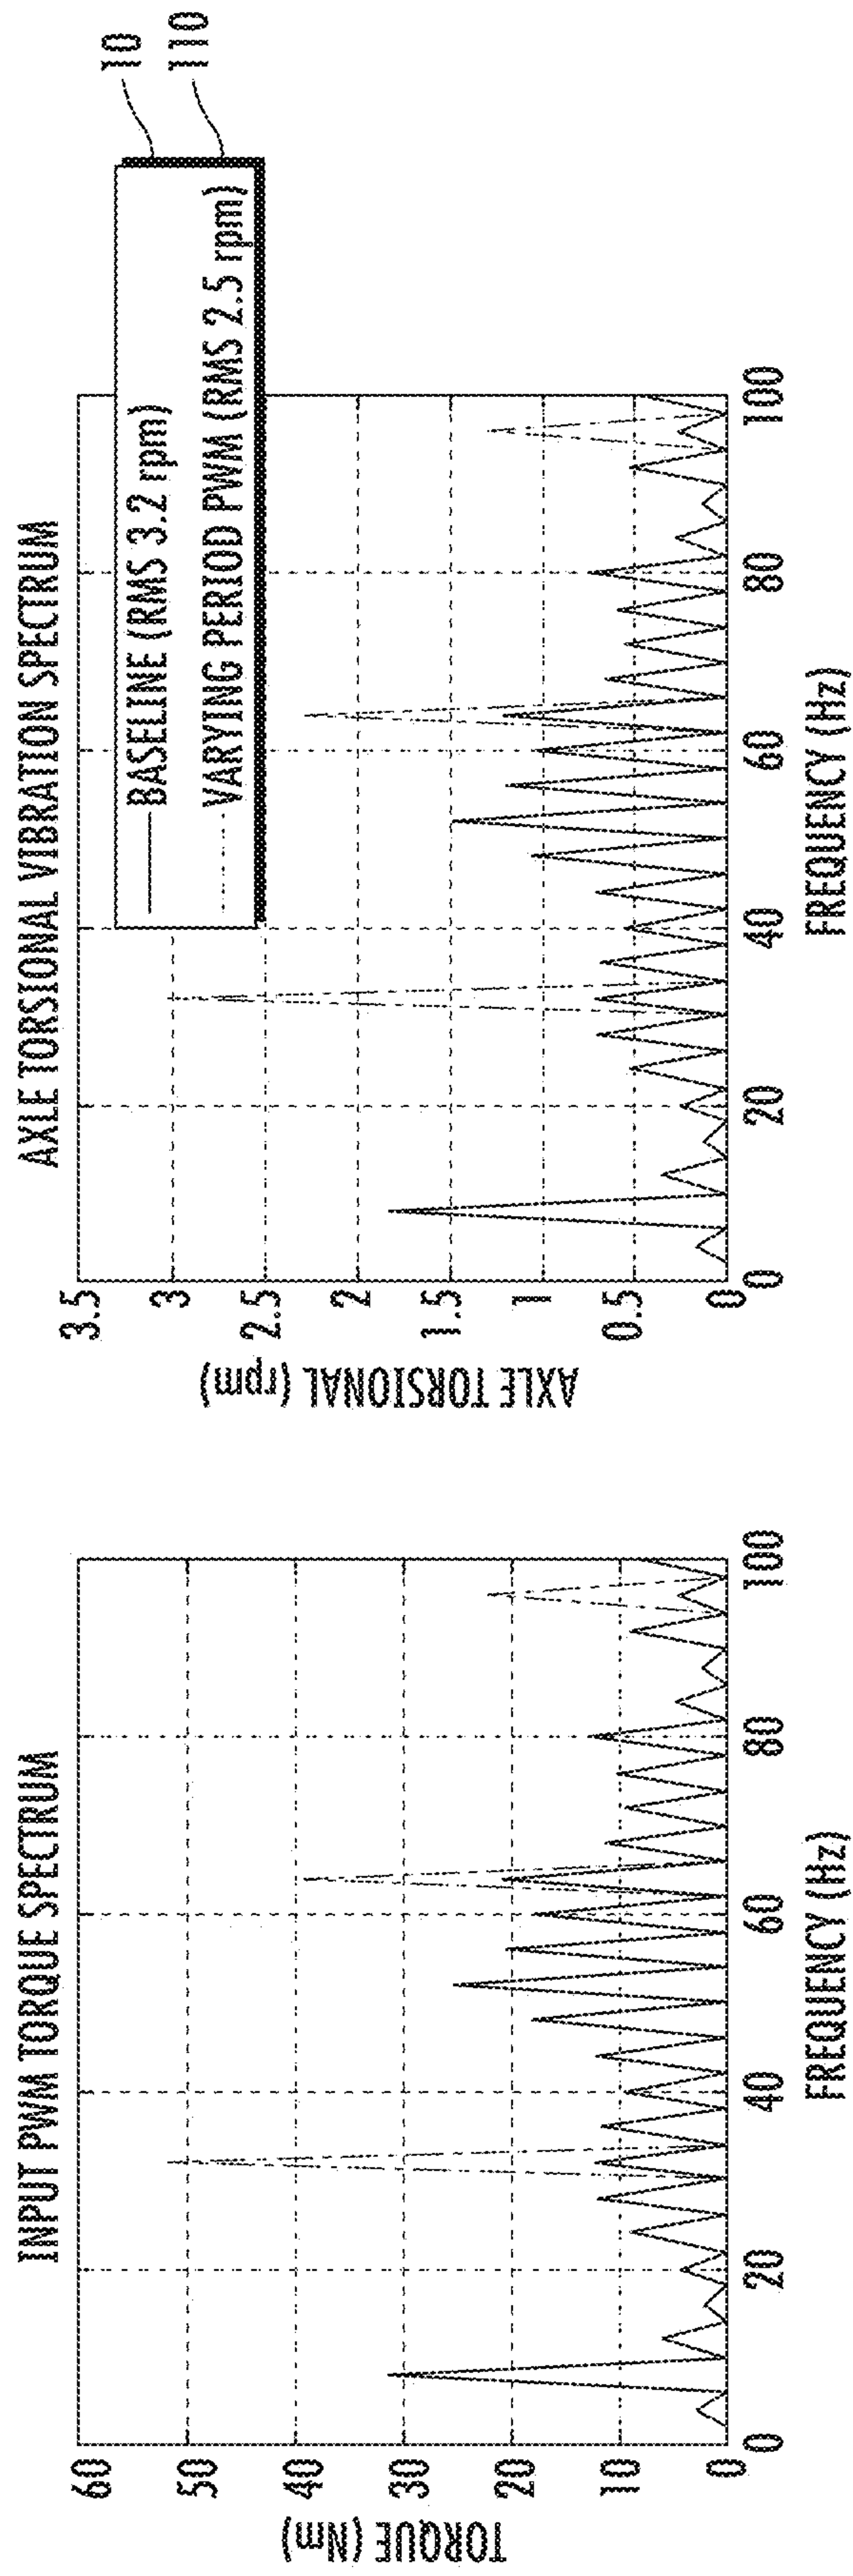 INPUT PWM TORQUE SPECTRUM
TORQUE (Nm)
60
50
40
30
20
10
0
0 20 40 60 80 100
FREQUENCY (Hz)
AXLE TORSIONAL VIBRATION SPECTRUM
AXLE TORSIONAL (rpm)
3.5
3
2.5
2
1.5
1
0.5
0
0 20 40 60 80 100
FREQUENCY (Hz)
BASELINE (RMS 3.2 rpm)
VARYING PERIOD PWM (RMS 2.5 rpm)
10
110